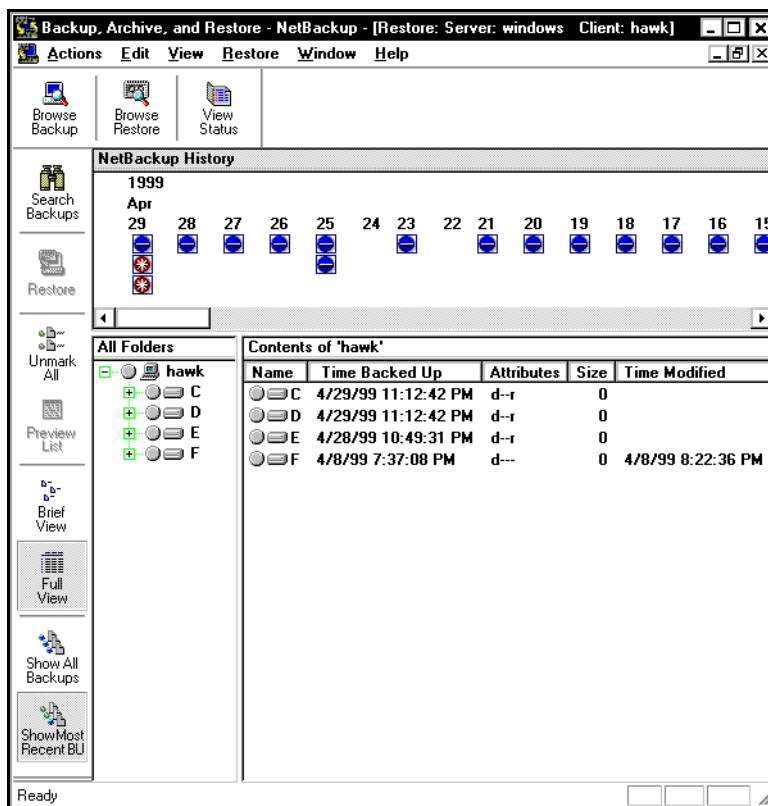 Backup, Archive, and Restore - NetBackup - [Restore: Server: windows Client: hawk]
Actions Edit View Restore Window Help
Browse Backup
Browse Restore
View Status
Search Backups
Restore
Unmark All
Preview List
Brief View
Full View
Show All Backups
Show Most Recent BU
NetBackup History
1999
Apr
29 28 27 26 25 24 23 22 21 20 19 18 17 16 15
All Folders
hawk
C
D
E
F
Contents of 'hawk'
Name Time Backed Up Attributes Size Time Modified
C 4/29/99 11:12:42 PM d--r 0
D 4/29/99 11:12:42 PM d--r 0
E 4/28/99 10:49:31 PM d--r 0
F 4/8/99 7:37:08 PM d--- 0 4/8/99 8:22:36 PM
Ready